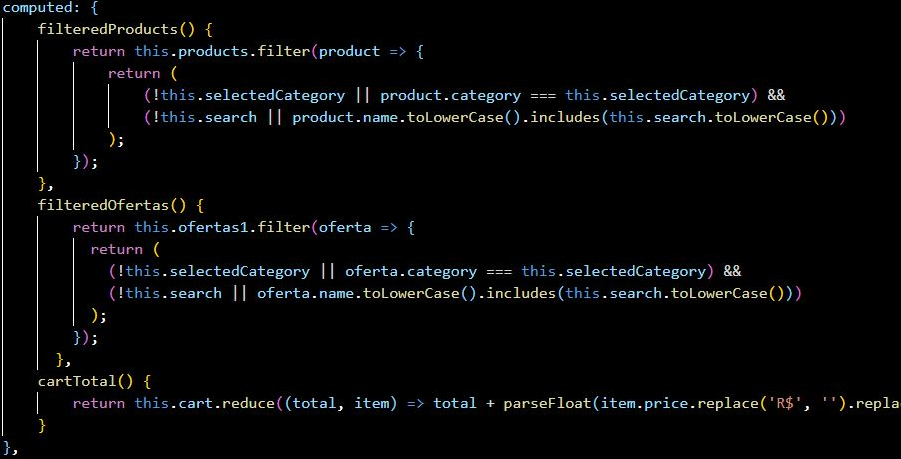 computed: {
    filteredProducts() {
        return this.products.filter(product => {
            return (
                (!this.selectedCategory || product.category === this.selectedCategory) &&
                (!this.search || product.name.toLowerCase().includes(this.search.toLowerCase()))
            );
        });
    },
    filteredOfertas() {
        return this.ofertas1.filter(oferta => {
          return (
            (!this.selectedCategory || oferta.category === this.selectedCategory) &&
            (!this.search || oferta.name.toLowerCase().includes(this.search.toLowerCase()))
          );
        });
      },
    cartTotal() {
        return this.cart.reduce((total, item) => total + parseFloat(item.price.replace('R$', '').repla
    }
},